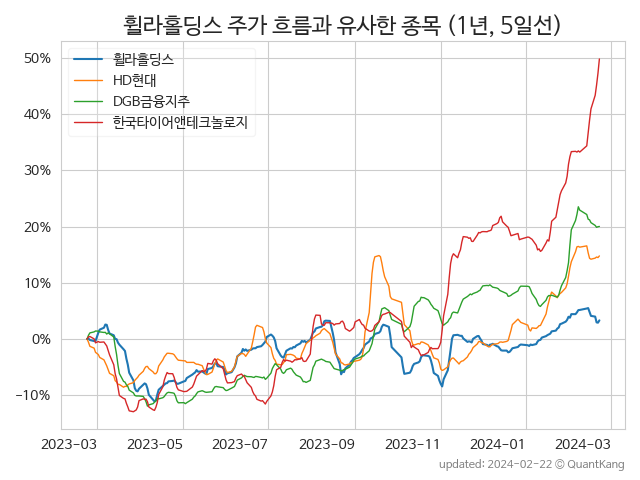 휠라홀딩스 주가 흐름과 유사한 종목 (1년, 5일선)
휠라홀딩스
HD현대
DGB금융지주
한국타이어앤테크놀로지
50%
40%
30%
20%
10%
0%
−10%
2023-03 2023-05 2023-07 2023-09 2023-11 2024-01 2024-03
updated: 2024-02-22 © QuantKang